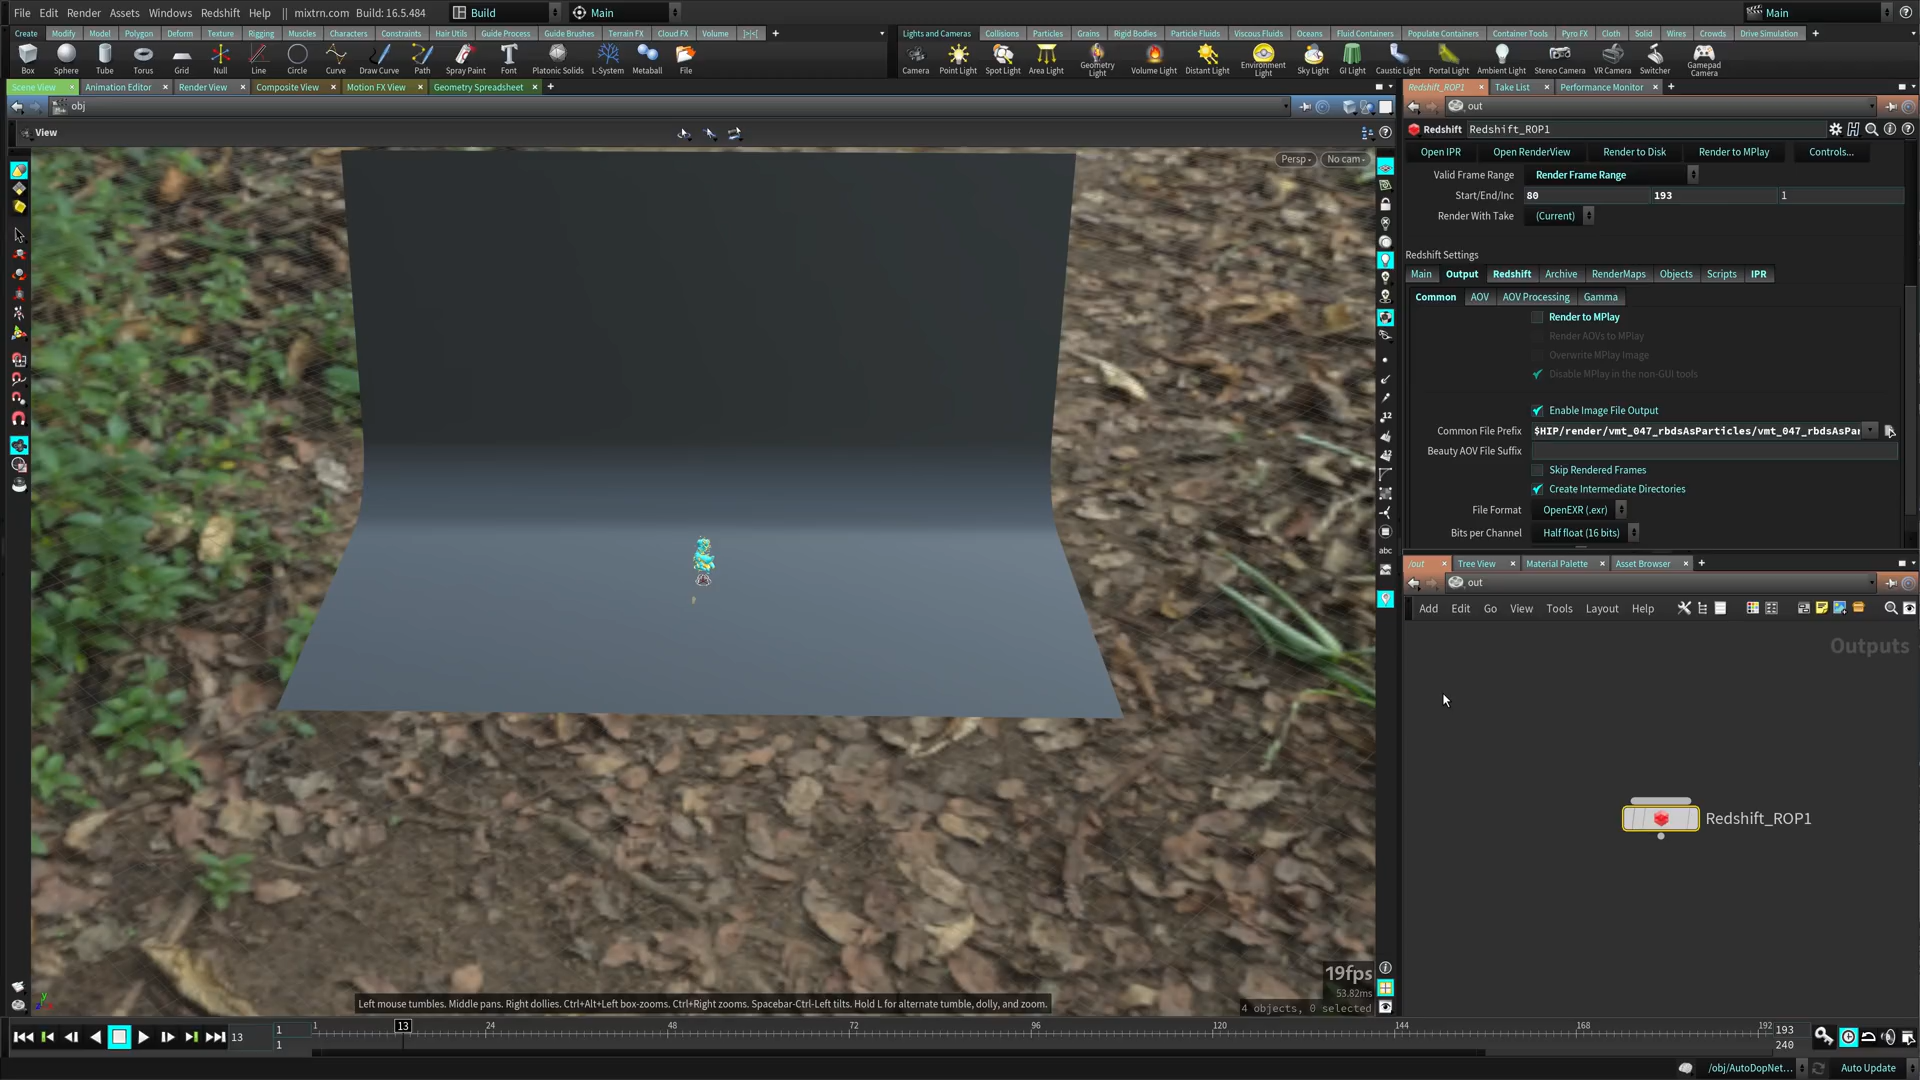 File Edit Render Assets Windows Redshift Help || mixtrn.com Build: 16.5.484 Build Main Main
Create Modify Model Polygon Deform Texture Rigging Muscles Characters Constraints Hair Utils Guide Process Guide Brushes Terrain FX Cloud FX Volume
Lights and Cameras Collisions Particles Grains Rigid Bodies Particle Fluids Viscous Fluids Oceans Fluid Containers Populate Containers Container Tools Pyro FX Cloth Solid Wires Crowds Drive Simulation
Box Sphere Tube Torus Grid Null Line Circle Curve Draw Curve Path Spray Paint Font Platonic Solids L-System Metaball File
Camera Point Light Spot Light Area Light Geometry Light Volume Light Distant Light Environment Light Sky Light GI Light Caustic Light Portal Light Ambient Light Stereo Camera VR Camera Switcher Gamepad Camera
Scene View Animation Editor Render View Composite View Motion FX View Geometry Spreadsheet
obj
View
Persp No cam
Redshift_ROP1 Take List Performance Monitor
out
Redshift Redshift_ROP1
Open IPR Open RenderView Render to Disk Render to MPlay Controls...
Valid Frame Range Render Frame Range
Start/End/Inc 80 193 1
Render With Take (Current)
Redshift Settings
Main Output Redshift Archive RenderMaps Objects Scripts IPR
Common AOV AOV Processing Gamma
Render to MPlay
Render AOVs to MPlay
Overwrite MPlay Image
Disable MPlay in the non-GUI tools
Enable Image File Output
Common File Prefix $HIP/render/vmt_047_rbdsAsParticles/vmt_047_rbdsAsPar
Beauty AOV File Suffix
Skip Rendered Frames
Create Intermediate Directories
File Format OpenEXR (.exr)
Bits per Channel Half float (16 bits)
/out Tree View Material Palette Asset Browser
out
Add Edit Go View Tools Layout Help
Outputs
Redshift_ROP1
12
12
abc
19fps
53.82ms
4 objects, 0 selected
Left mouse tumbles. Middle pans. Right dollies. Ctrl+Alt+Left box-zooms. Ctrl+Right zooms. Spacebar-Ctrl-Left tilts. Hold L for alternate tumble, dolly, and zoom.
y
13 1 1 13 24 48 72 96 120 144 168 192 193
1 240
/obj/AutoDopNet... Auto Update